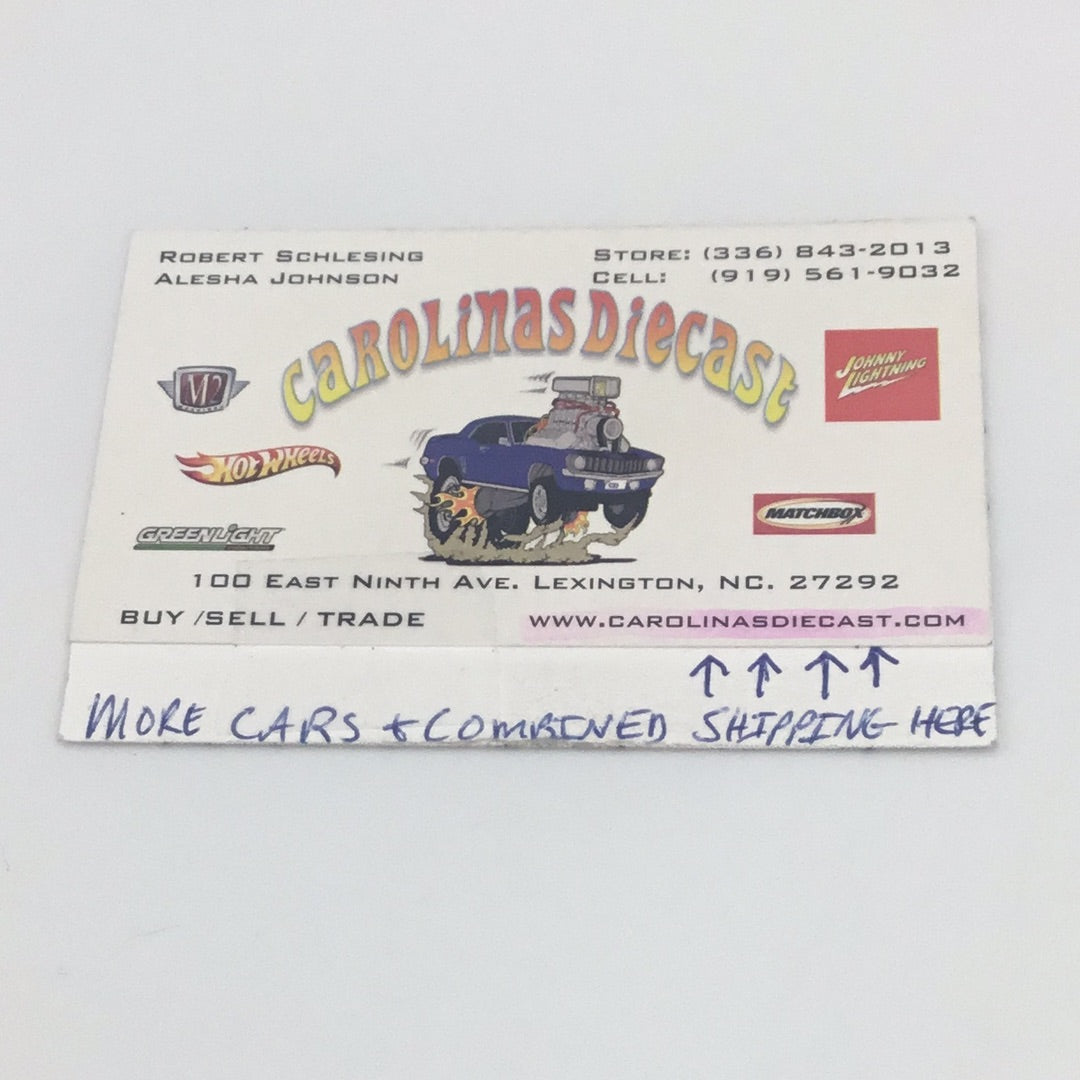 ROBERT SCHLESING
ALESHA JOHNSON
STORE: (336) 843-2013
CELL: (919) 561-9032
CAROLINAS DIECAST
M2
JOHNNY LIGHTNING
HOT WHEELS
MATCHBOX
GREENLIGHT
100 EAST NINTH AVE. LEXINGTON, NC. 27292
BUY /SELL / TRADE
WWW.CAROLINASDIECAST.COM
MORE CARS + COMBINED SHIPPING HERE